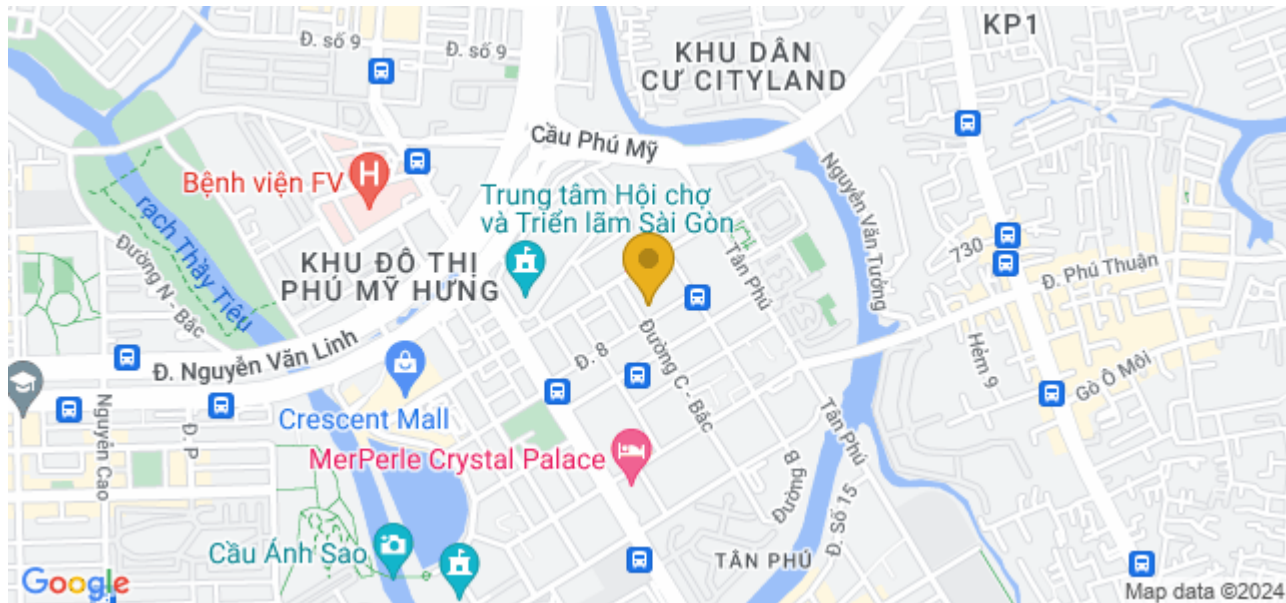 Đ. số 9
Đ. số 9
KP1
KHU DÂN
CƯ CITYLAND
Cầu Phú Mỹ
Bệnh viện FV
H
Trung tâm Hội chợ
và Triển lãm Sài Gòn
Nguyễn Văn Tưởng
rạch Thầy Tiêu
Đường N - Bắc
KHU ĐÔ THỊ
PHÚ MỸ HƯNG
Tân Phú
730
Đ. Phú Thuận
Đ. Nguyễn Văn Linh
Đ. 8
Đường C - Bắc
Hẻm 9
Gò Ô Môi
Crescent Mall
Nguyễn Cao
Đ. P
MerPerle Crystal Palace
Tân Phú
Đường B
Đ. Số 15
Cầu Ánh Sao
TÂN PHÚ
Google
Map data ©2024